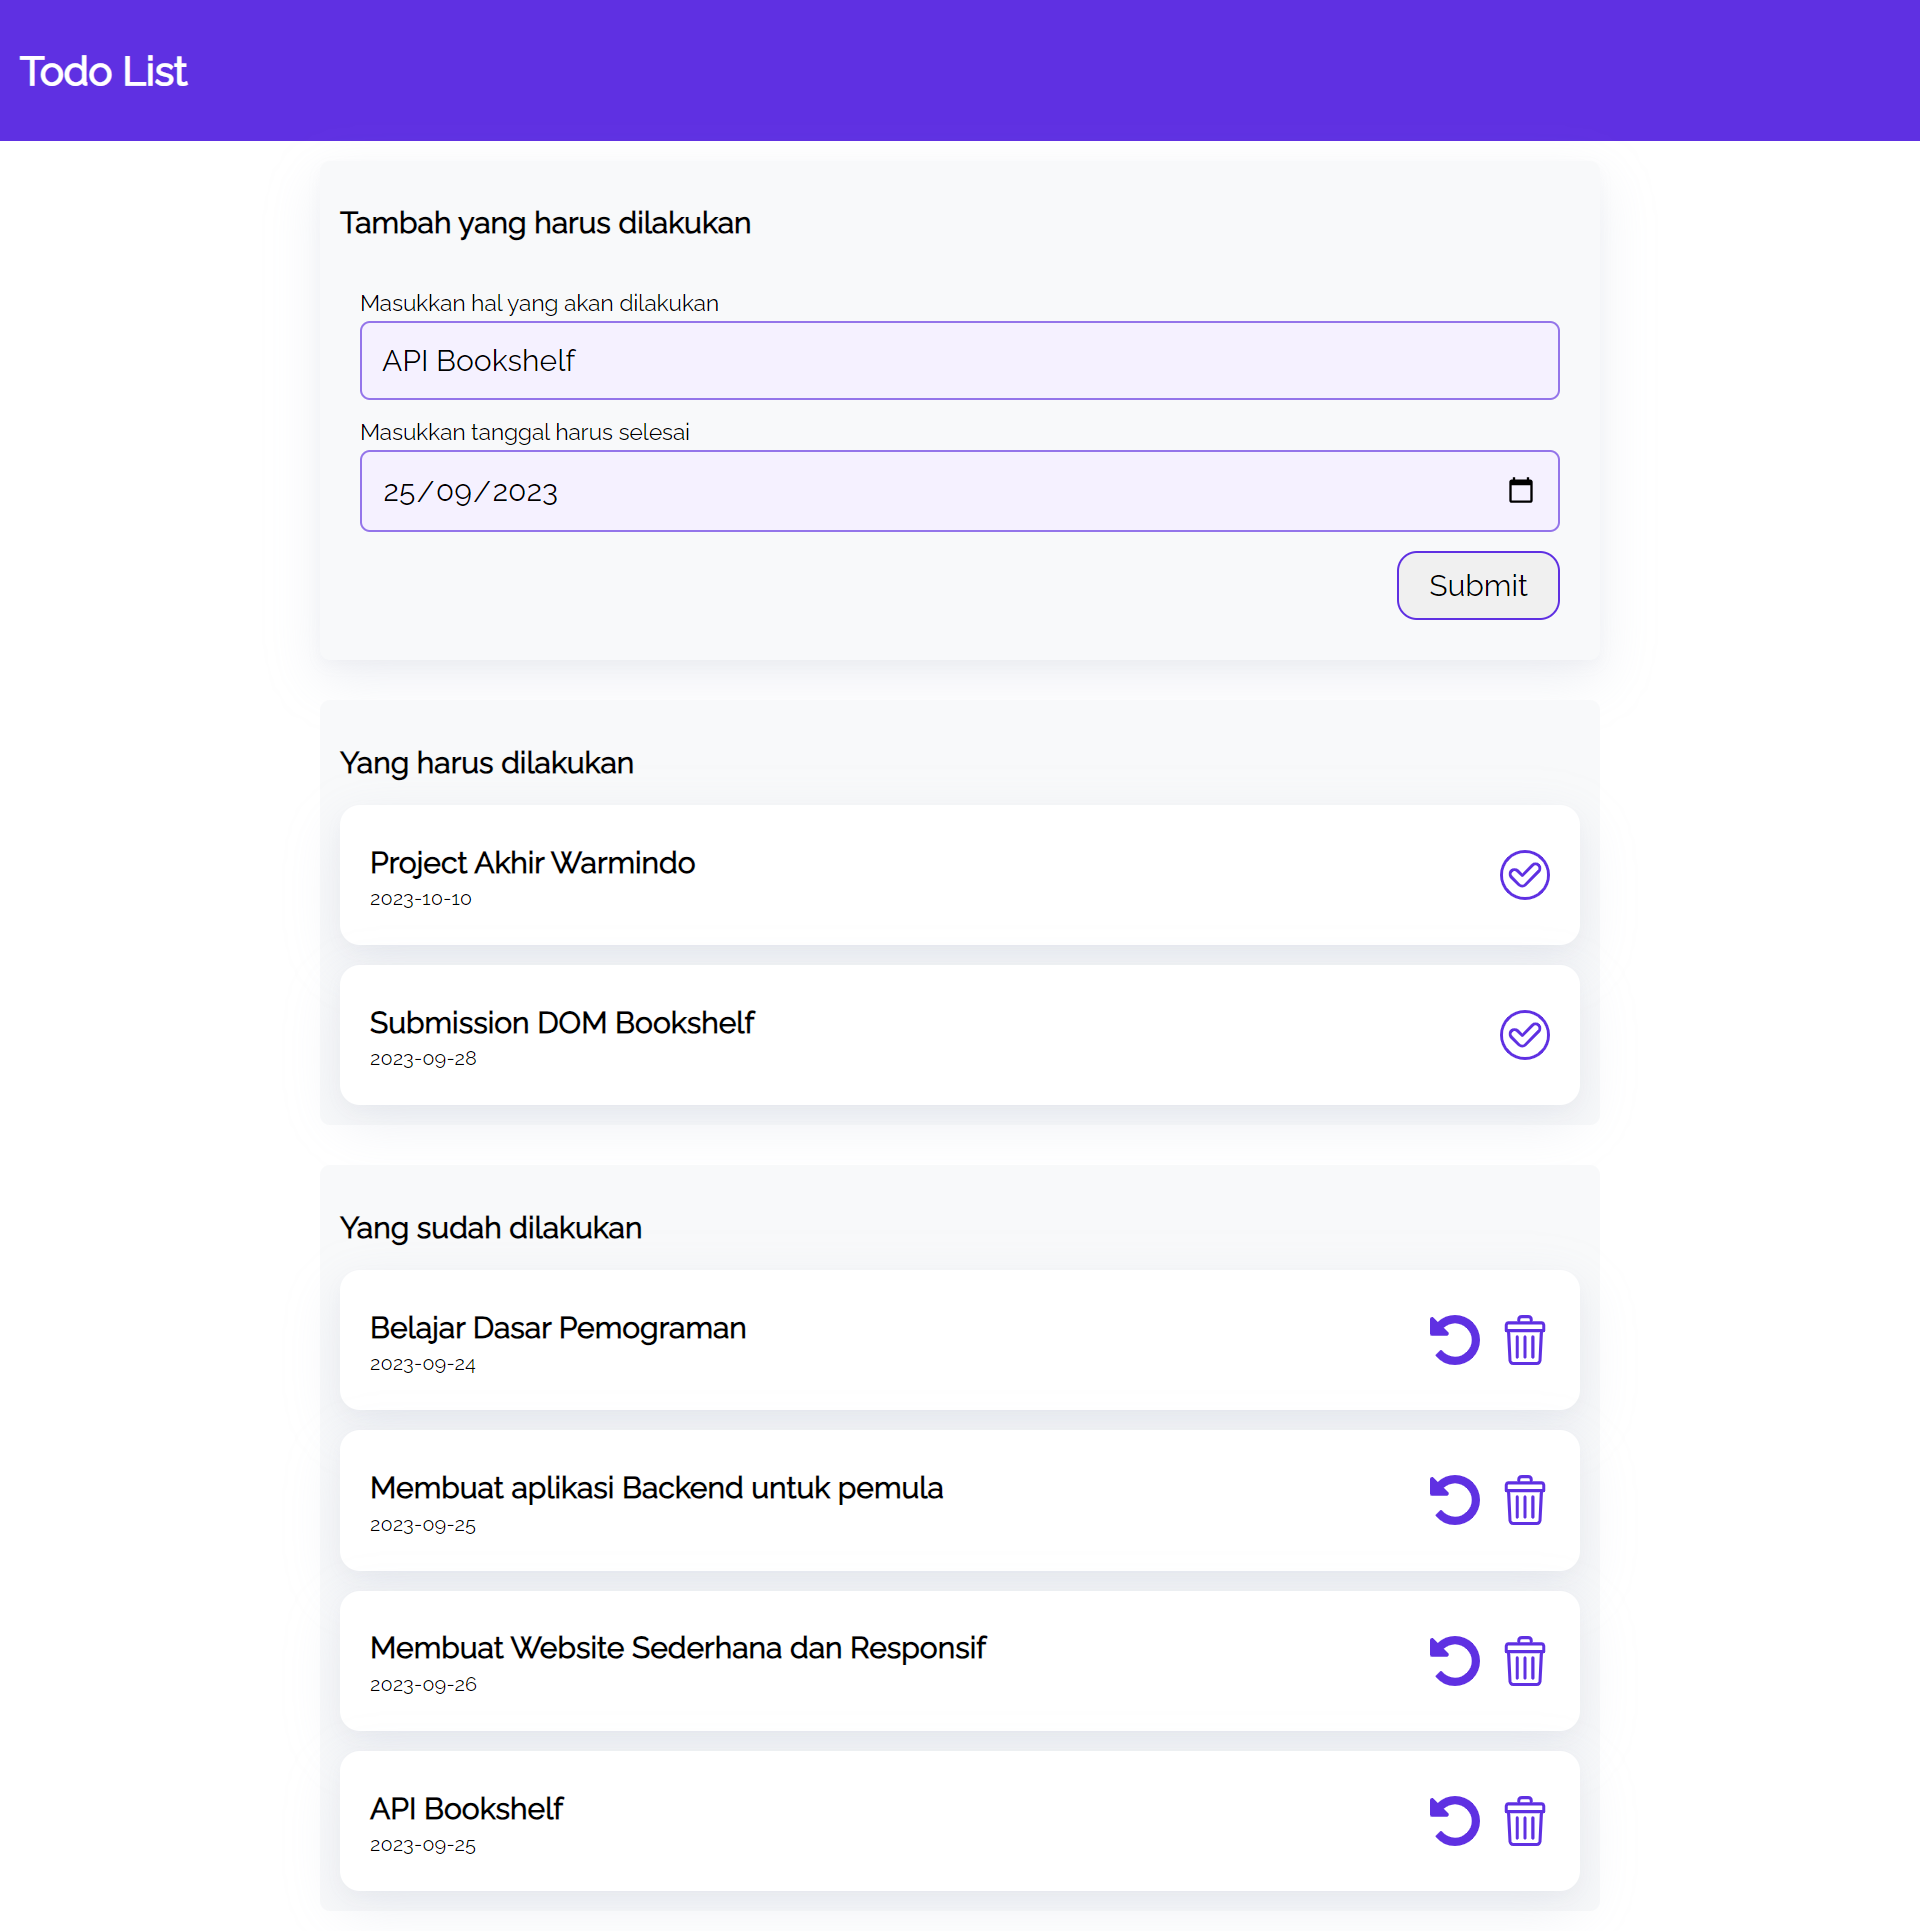 Todo List
Tambah yang harus dilakukan
Masukkan hal yang akan dilakukan
API Bookshelf
Masukkan tanggal harus selesai
25/09/2023
Submit
Yang harus dilakukan
Project Akhir Warmindo
2023-10-10
Submission DOM Bookshelf
2023-09-28
Yang sudah dilakukan
Belajar Dasar Pemograman
2023-09-24
Membuat aplikasi Backend untuk pemula
2023-09-25
Membuat Website Sederhana dan Responsif
2023-09-26
API Bookshelf
2023-09-25